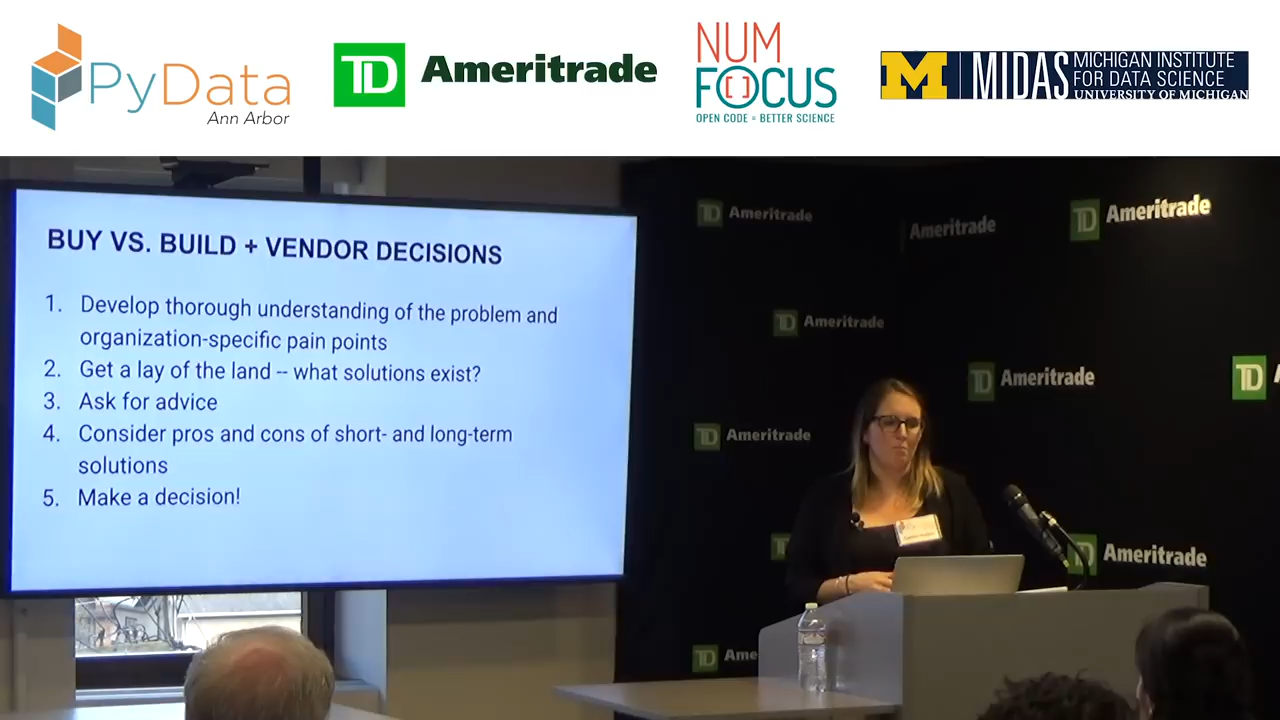 PyData
Ann Arbor
TD Ameritrade
NUM
FOCUS
OPEN CODE = BETTER SCIENCE
M MIDAS
MICHIGAN INSTITUTE
FOR DATA SCIENCE
UNIVERSITY OF MICHIGAN
BUY VS. BUILD + VENDOR DECISIONS
1. Develop thorough understanding of the problem and
organization-specific pain points
2. Get a lay of the land -- what solutions exist?
3. Ask for advice
4. Consider pros and cons of short- and long-term
solutions
5. Make a decision!
TD Ameritrade
Ameritrade
TD Ameritrade
TD Ameritrade
TD Ameritrade
TD
TD Ameritrade
TD Ameritrade
TD Ame